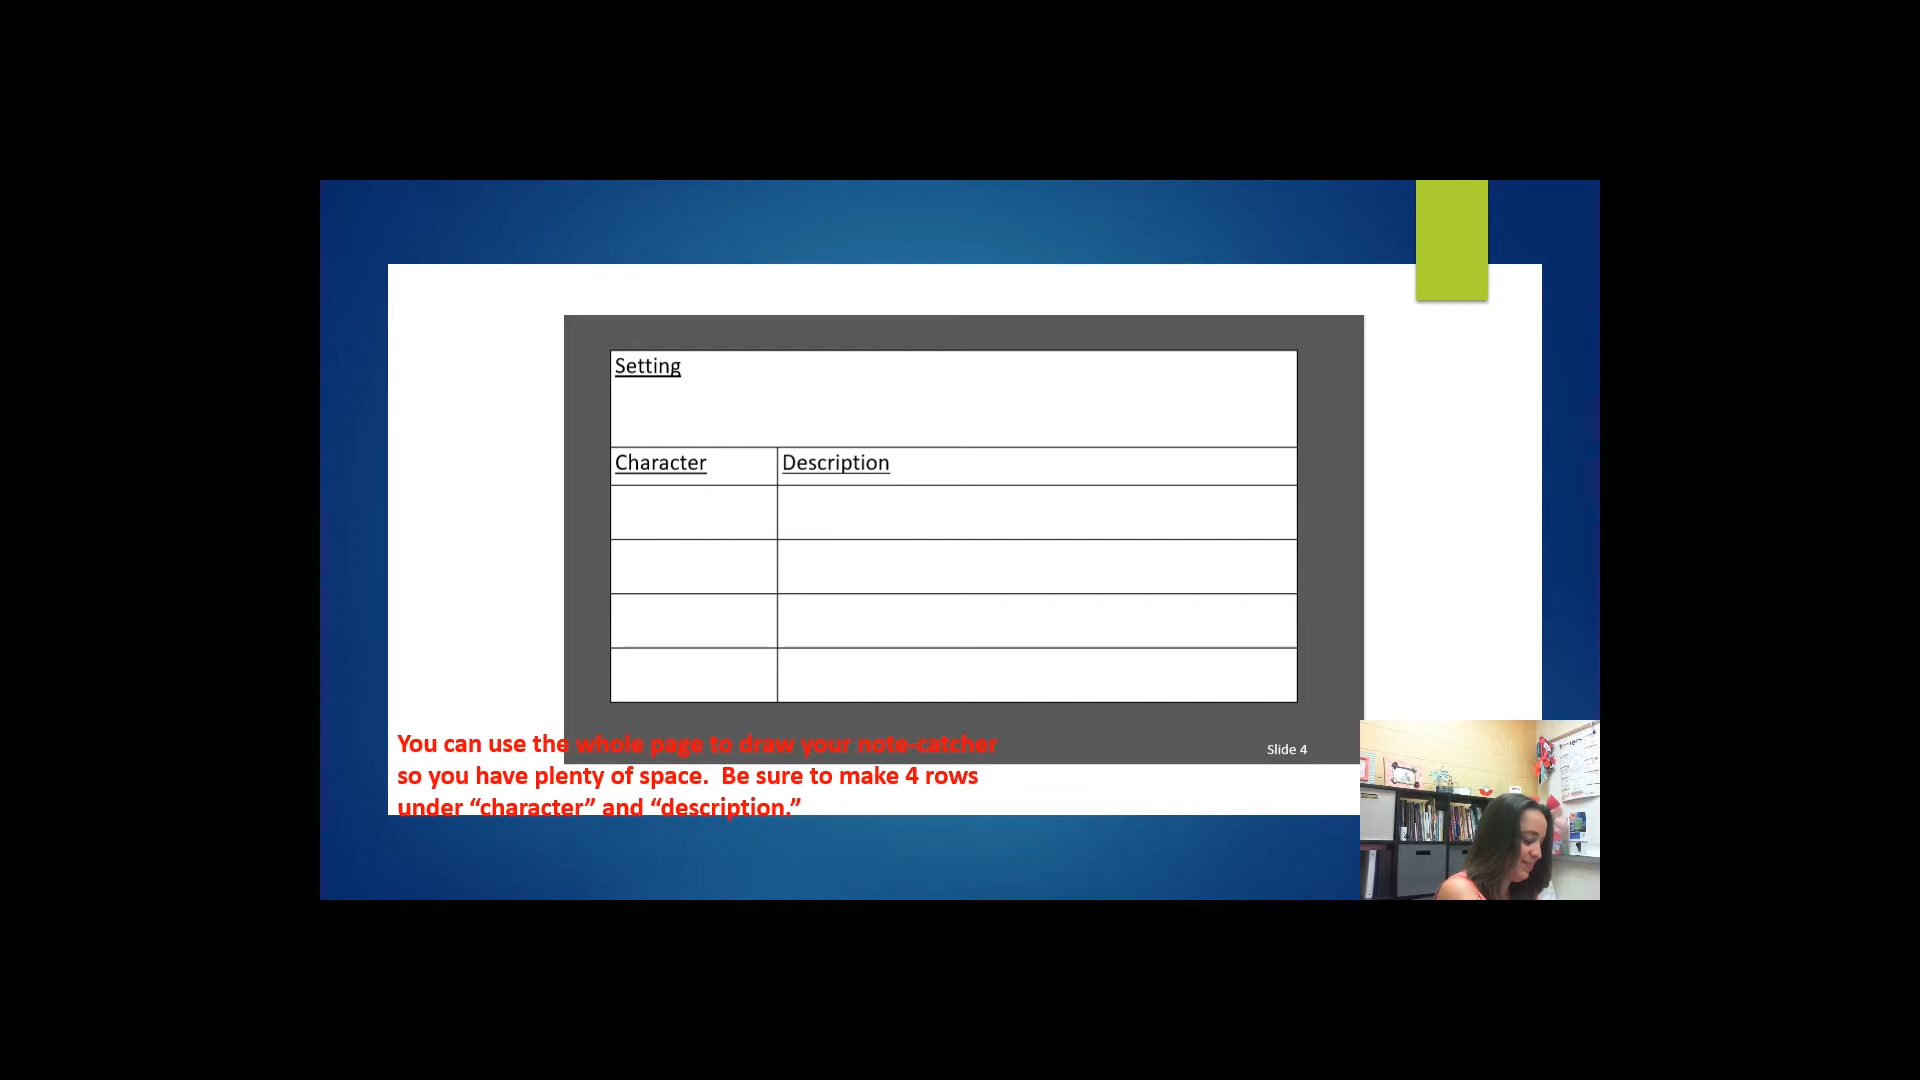 Setting
Character
Description
You can use the whole page to draw your note-catcher
so you have plenty of space.  Be sure to make 4 rows
under “character” and “description.”
Slide 4